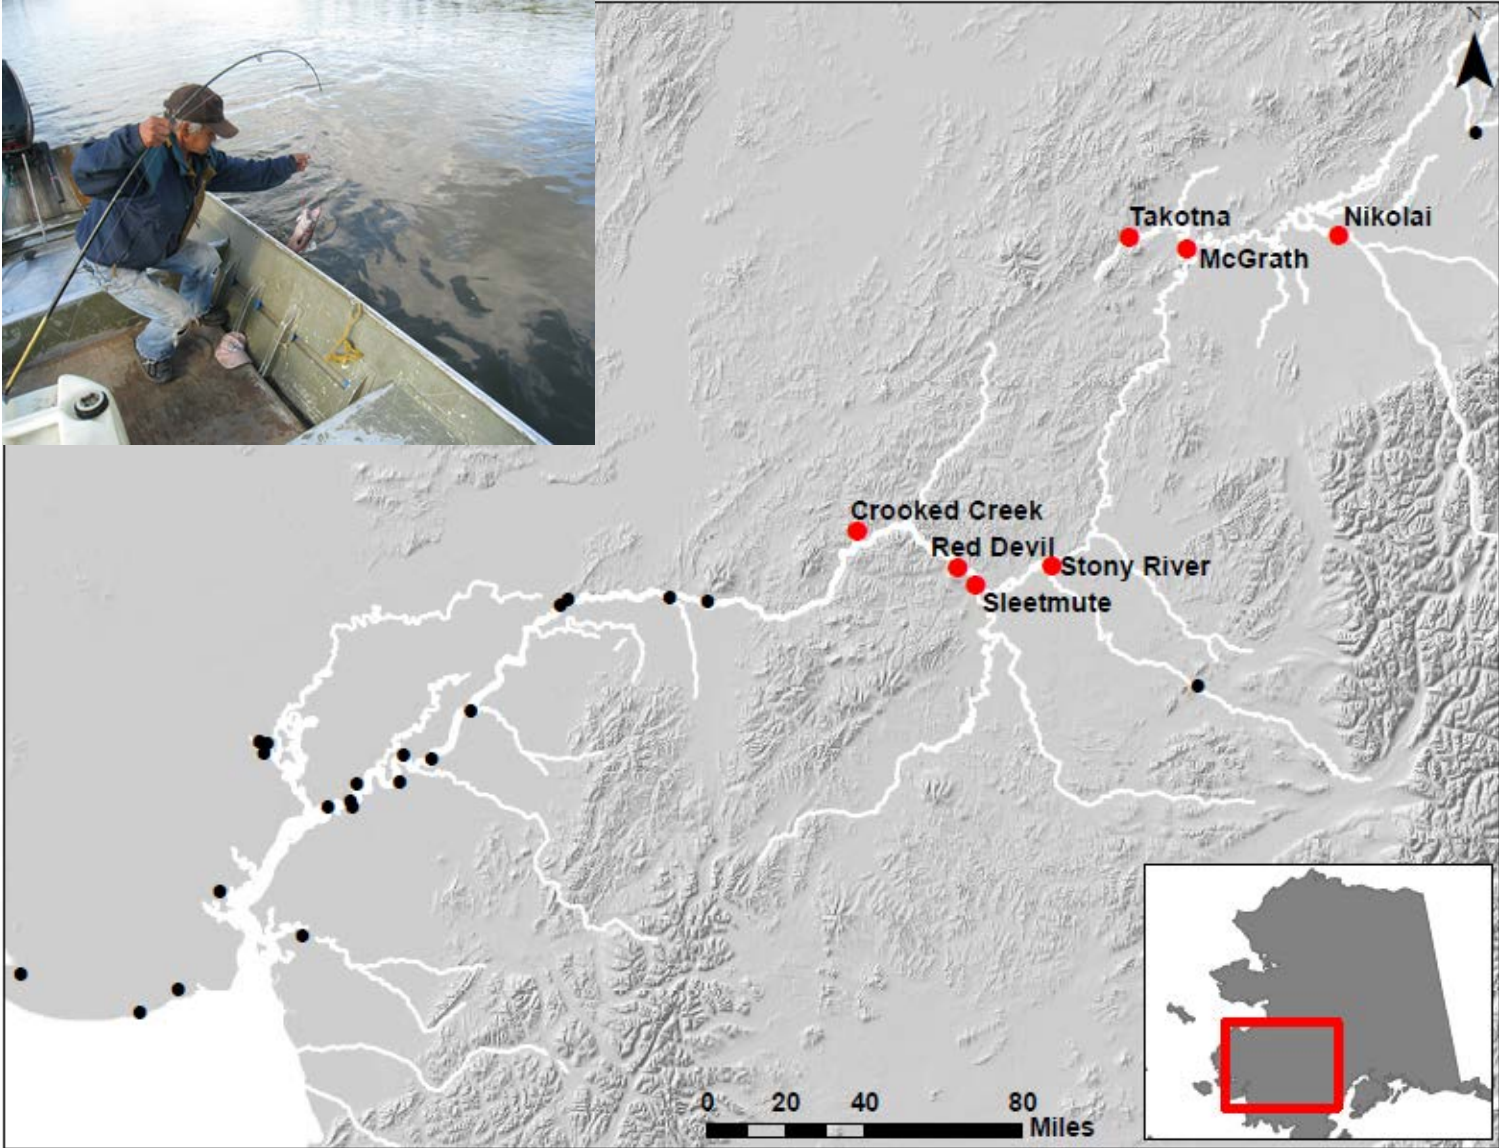 N
Takotna
Nikolai
McGrath
Crooked Creek
Red Devil
Stony River
Sleetmute
0 20 40 80
Miles